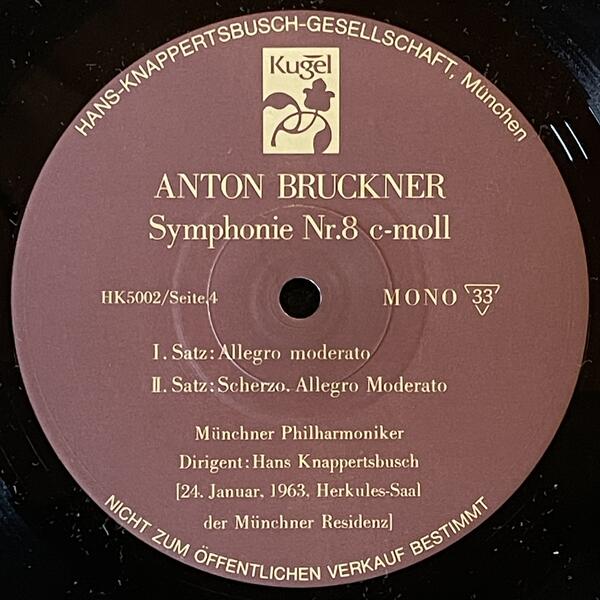 HANS-KNAPPERTSBUSCH-GESELLSCHAFT, München
Kugel
ANTON BRUCKNER
Symphonie Nr.8 c-moll
HK5002/Seite.4
MONO 33
I. Satz: Allegro moderato
II. Satz: Scherzo. Allegro Moderato
Münchner Philharmoniker
Dirigent: Hans Knappertsbusch
[24. Januar, 1963, Herkules-Saal
der Münchner Residenz]
NICHT ZUM ÖFFENTLICHEN VERKAUF BESTIMMT